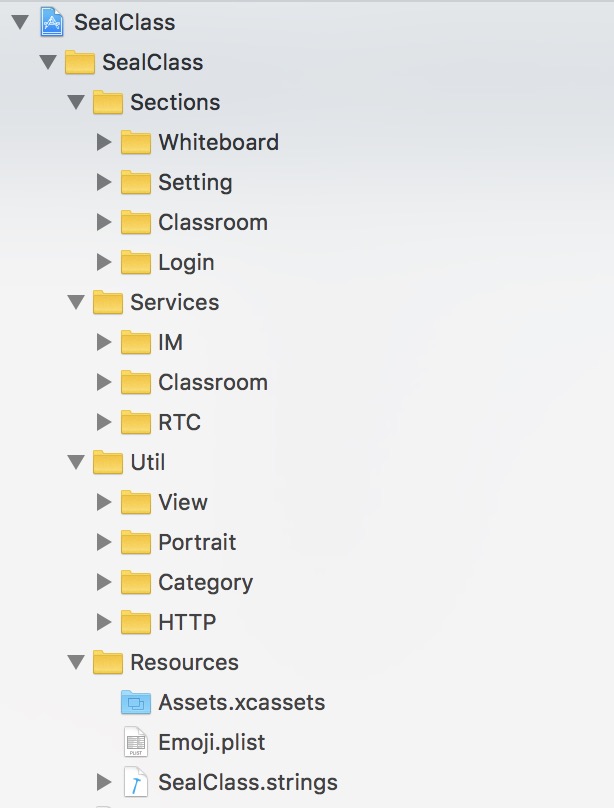 SealClass
SealClass
Sections
Whiteboard
Setting
Classroom
Login
Services
IM
Classroom
RTC
Util
View
Portrait
Category
HTTP
Resources
Assets.xcassets
Emoji.plist
PLIST
SealClass.strings